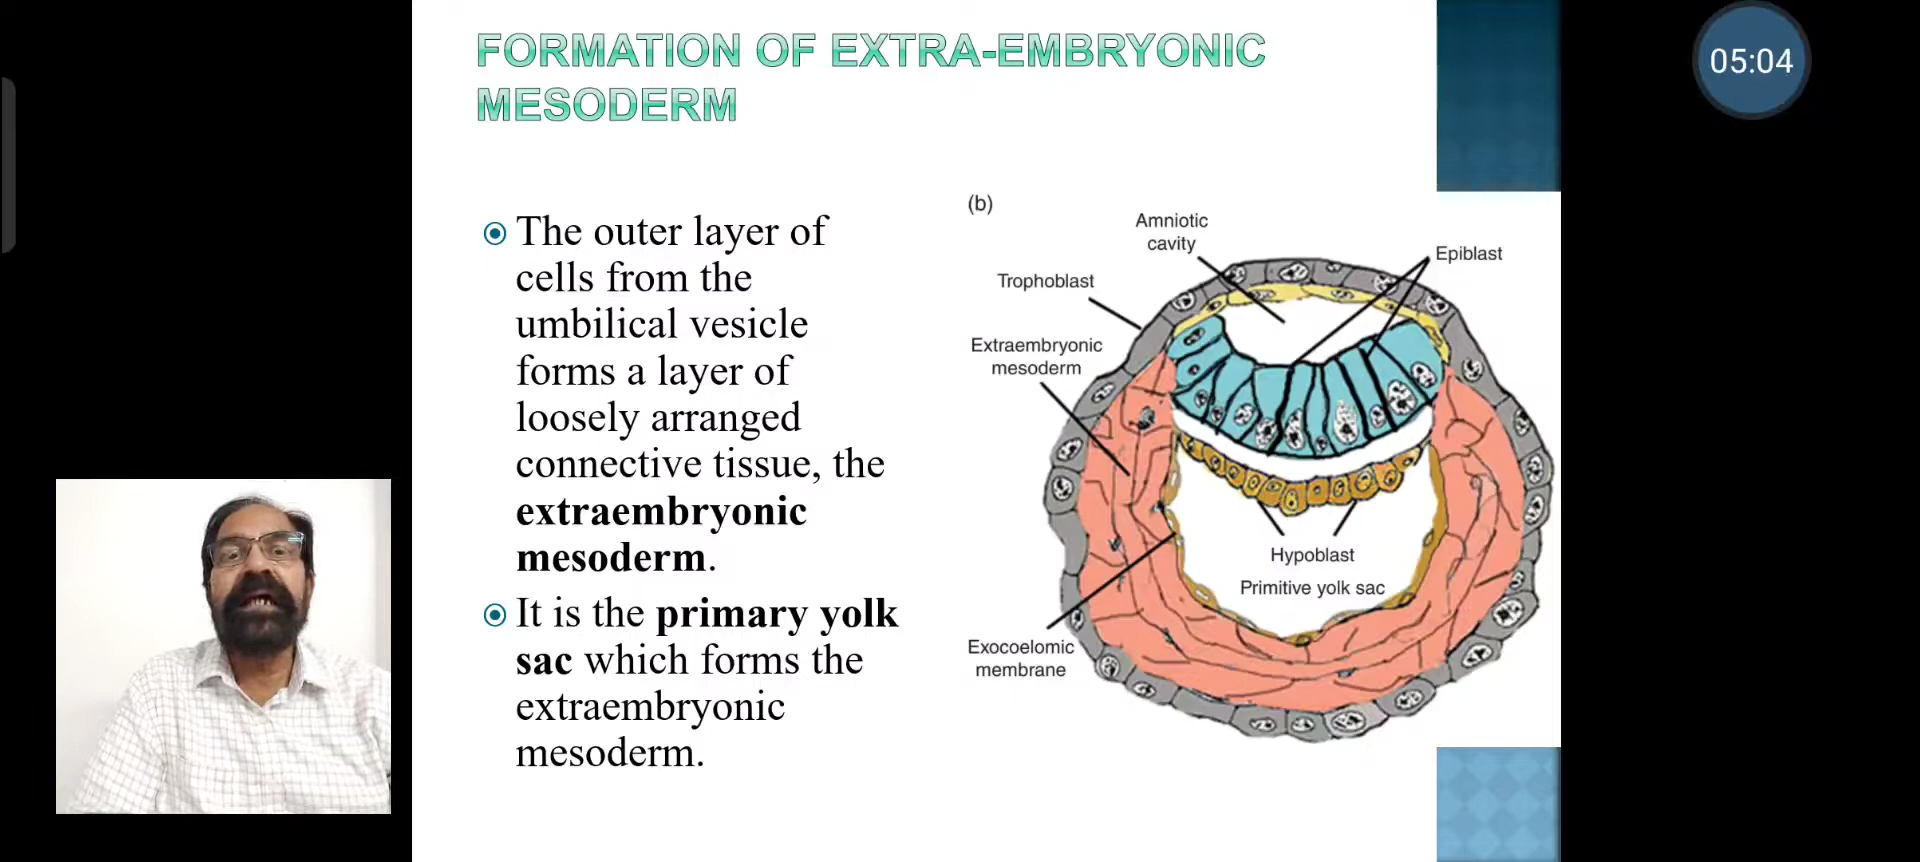 FORMATION OF EXTRA-EMBRYONIC
MESODERM
05:04
The outer layer of
cells from the
umbilical vesicle
forms a layer of
loosely arranged
connective tissue, the
extraembryonic
mesoderm.
It is the primary yolk
sac which forms the
extraembryonic
mesoderm.
(b)
Amniotic
cavity
Epiblast
Trophoblast
Extraembryonic
mesoderm
Hypoblast
Primitive yolk sac
Exocoelomic
membrane